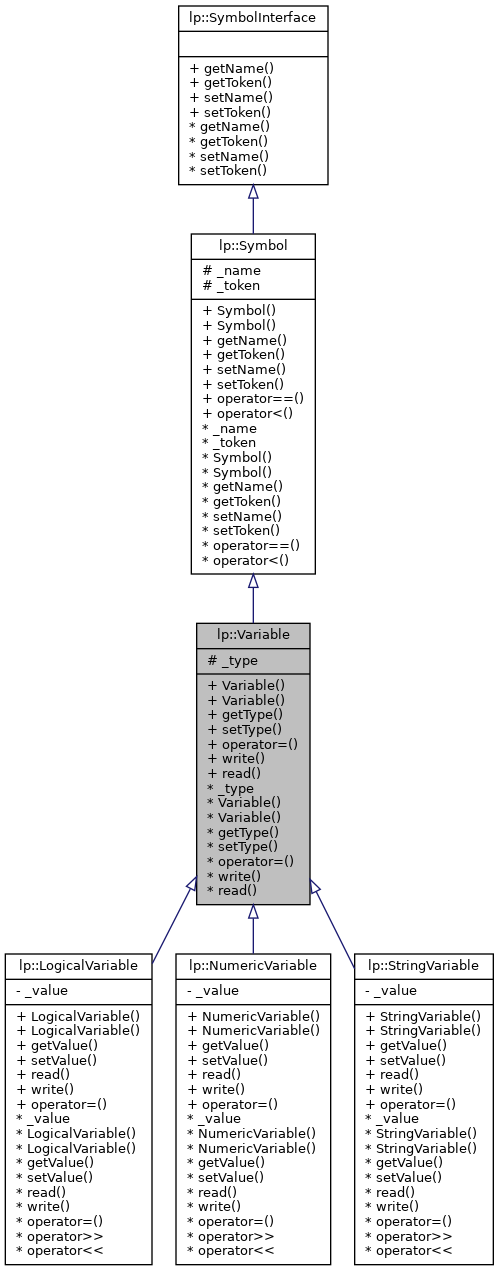 lp::SymbolInterface
+ getName()
+ getToken()
+ setName()
+ setToken()
* getName()
* getToken()
* setName()
* setToken()
lp::Symbol
# _name
# _token
+ Symbol()
+ Symbol()
+ getName()
+ getToken()
+ setName()
+ setToken()
+ operator==()
+ operator<()
* _name
* _token
* Symbol()
* Symbol()
* getName()
* getToken()
* setName()
* setToken()
* operator==()
* operator<()
lp::Variable
# _type
+ Variable()
+ Variable()
+ getType()
+ setType()
+ operator=()
+ write()
+ read()
* _type
* Variable()
* Variable()
* getType()
* setType()
* operator=()
* write()
* read()
lp::LogicalVariable
- _value
+ LogicalVariable()
+ LogicalVariable()
+ getValue()
+ setValue()
+ read()
+ write()
+ operator=()
* _value
* LogicalVariable()
* LogicalVariable()
* getValue()
* setValue()
* read()
* write()
* operator=()
* operator>>
* operator<<
lp::NumericVariable
- _value
+ NumericVariable()
+ NumericVariable()
+ getValue()
+ setValue()
+ read()
+ write()
+ operator=()
* _value
* NumericVariable()
* NumericVariable()
* getValue()
* setValue()
* read()
* write()
* operator=()
* operator>>
* operator<<
lp::StringVariable
- _value
+ StringVariable()
+ StringVariable()
+ getValue()
+ setValue()
+ read()
+ write()
+ operator=()
* _value
* StringVariable()
* StringVariable()
* getValue()
* setValue()
* read()
* write()
* operator=()
* operator>>
* operator<<